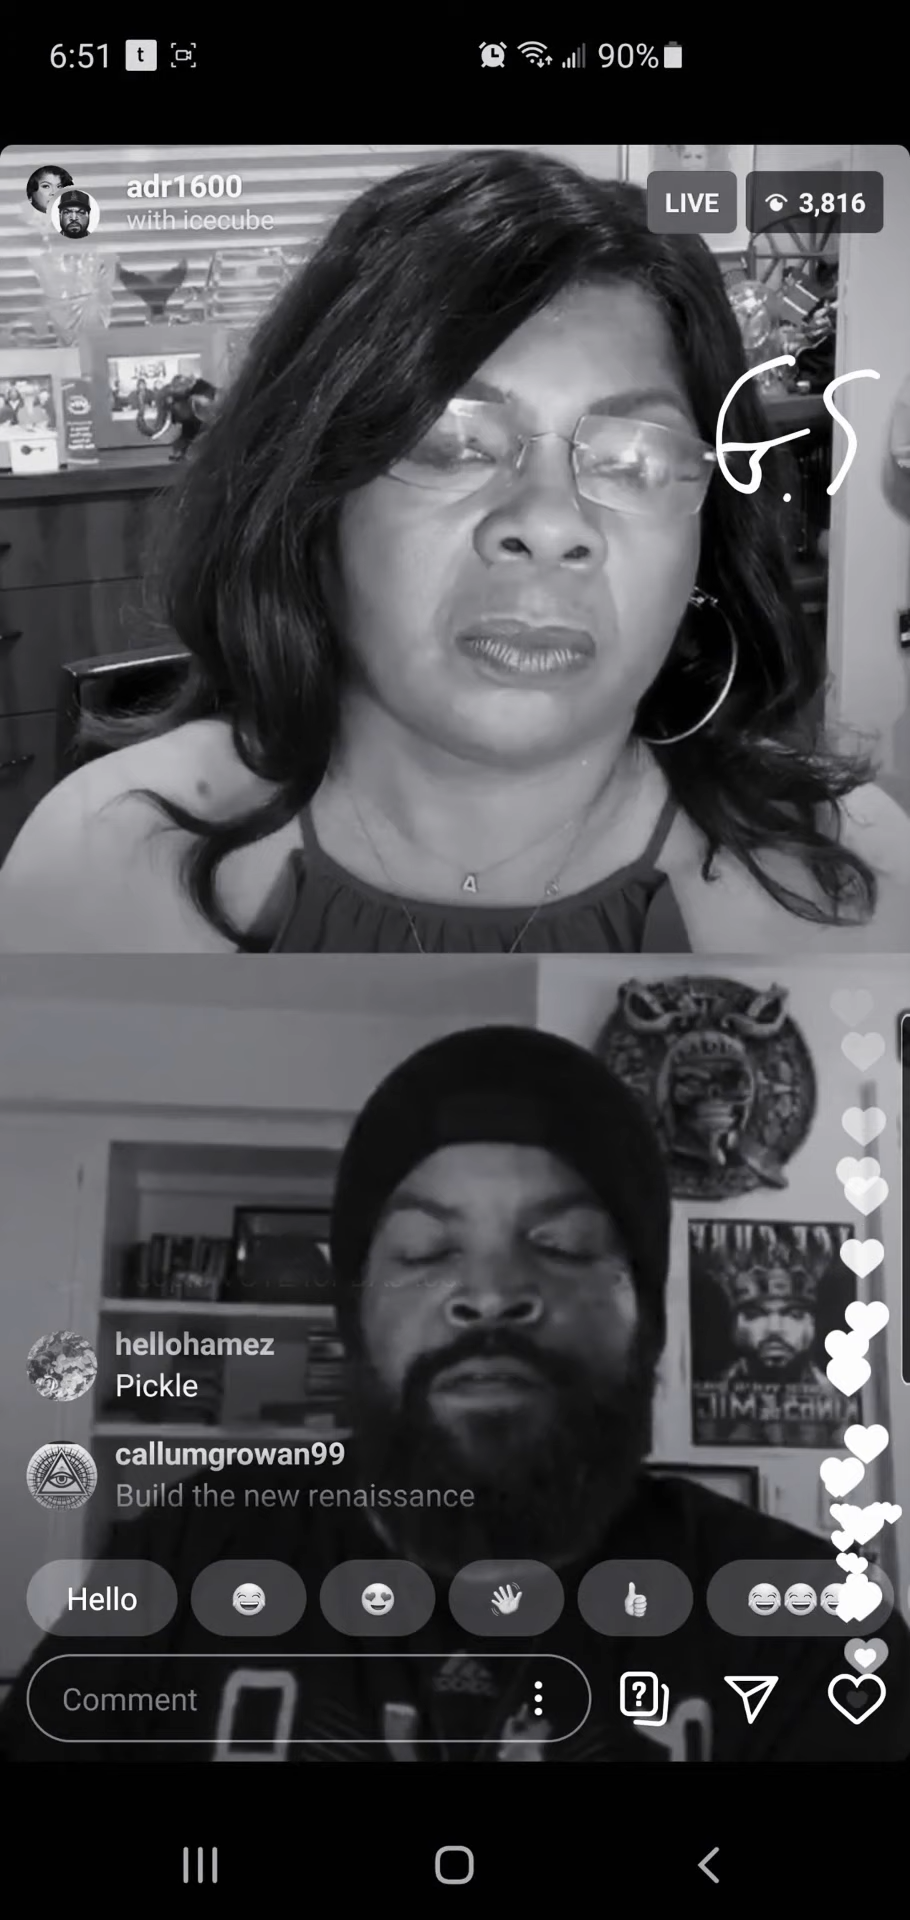 6:51 t 90%
adr1600
with icecube
LIVE 3,816
G.S
A
hellohamez
Pickle
callumgrowan99
Build the new renaissance
Hello
Comment